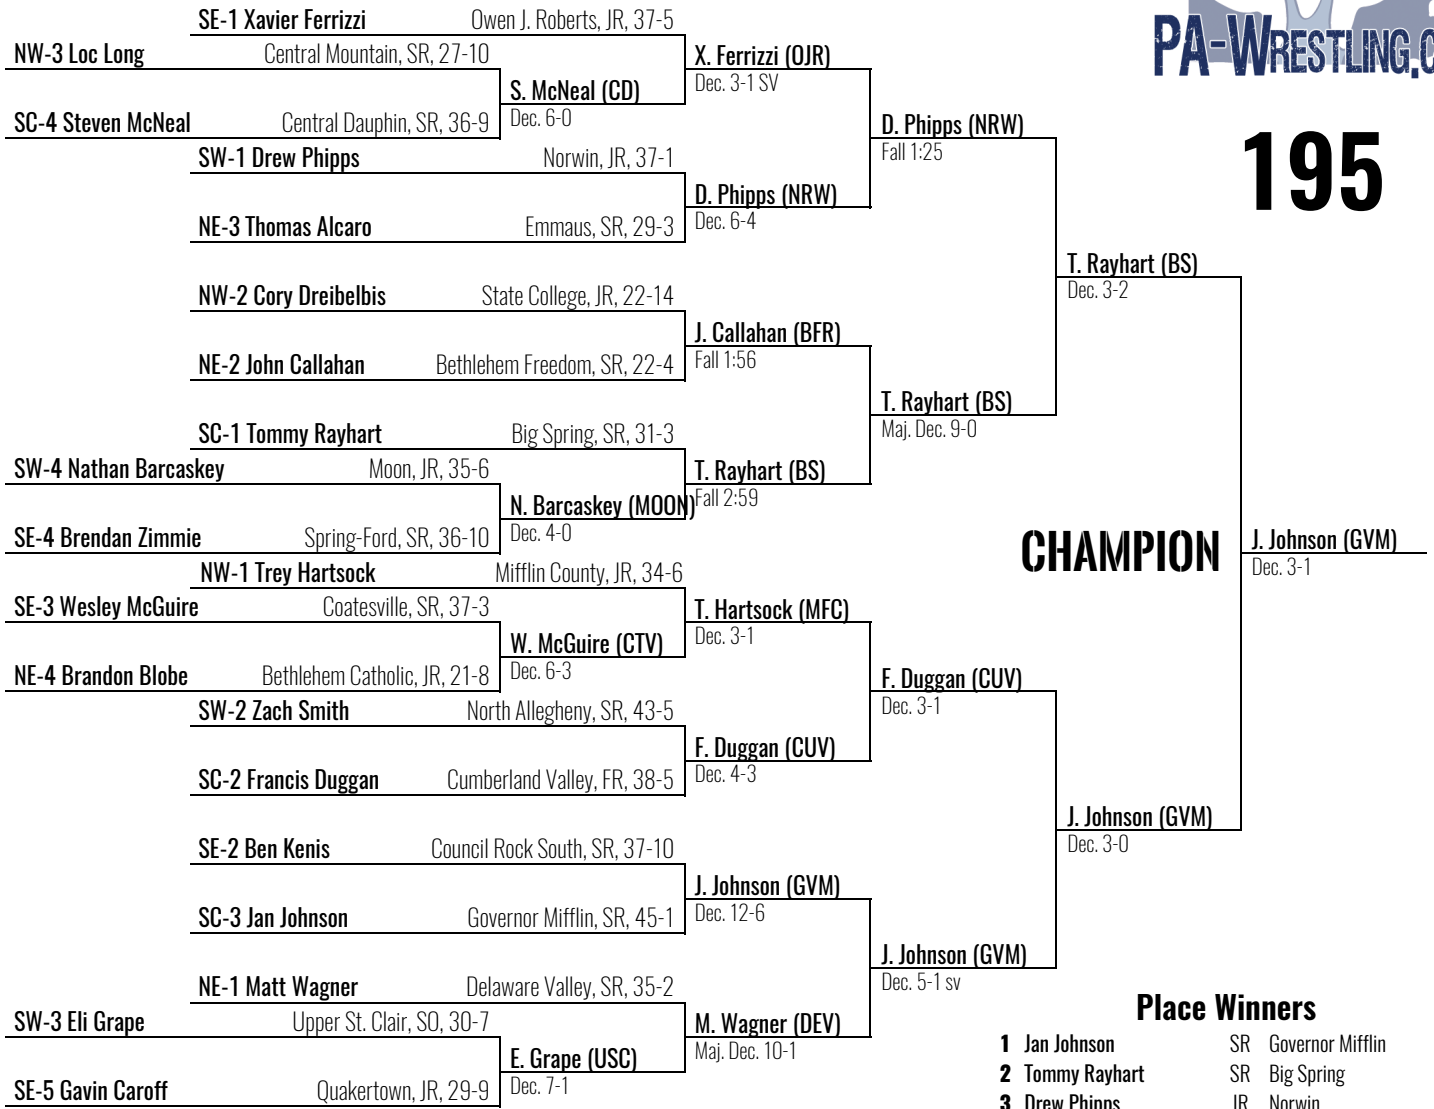 SE-1 Xavier Ferrizzi Owen J. Roberts, JR, 37-5
NW-3 Loc Long Central Mountain, SR, 27-10
SC-4 Steven McNeal Central Dauphin, SR, 36-9
SW-1 Drew Phipps Norwin, JR, 37-1
NE-3 Thomas Alcaro Emmaus, SR, 29-3
NW-2 Cory Dreibelbis State College, JR, 22-14
NE-2 John Callahan Bethlehem Freedom, SR, 22-4
SC-1 Tommy Rayhart Big Spring, SR, 31-3
SW-4 Nathan Barcaskey Moon, JR, 35-6
SE-4 Brendan Zimmie Spring-Ford, SR, 36-10
NW-1 Trey Hartsock Mifflin County, JR, 34-6
SE-3 Wesley McGuire Coatesville, SR, 37-3
NE-4 Brandon Blobe Bethlehem Catholic, JR, 21-8
SW-2 Zach Smith North Allegheny, SR, 43-5
SC-2 Francis Duggan Cumberland Valley, FR, 38-5
SE-2 Ben Kenis Council Rock South, SR, 37-10
SC-3 Jan Johnson Governor Mifflin, SR, 45-1
NE-1 Matt Wagner Delaware Valley, SR, 35-2
SW-3 Eli Grape Upper St. Clair, SO, 30-7
SE-5 Gavin Caroff Quakertown, JR, 29-9
S. McNeal (CD)
Dec. 6-0
N. Barcaskey (MOON)
Dec. 4-0
W. McGuire (CTV)
Dec. 6-3
E. Grape (USC)
Dec. 7-1
X. Ferrizzi (OJR)
Dec. 3-1 SV
D. Phipps (NRW)
Dec. 6-4
J. Callahan (BFR)
Fall 1:56
T. Rayhart (BS)
Fall 2:59
T. Hartsock (MFC)
Dec. 3-1
F. Duggan (CUV)
Dec. 4-3
J. Johnson (GVM)
Dec. 12-6
M. Wagner (DEV)
Maj. Dec. 10-1
D. Phipps (NRW)
Fall 1:25
T. Rayhart (BS)
Maj. Dec. 9-0
F. Duggan (CUV)
Dec. 3-1
J. Johnson (GVM)
Dec. 5-1 sv
T. Rayhart (BS)
Dec. 3-2
J. Johnson (GVM)
Dec. 3-0
CHAMPION
J. Johnson (GVM)
Dec. 3-1
PA-WRESTLING.C
195
Place Winners
1 Jan Johnson SR Governor Mifflin
2 Tommy Rayhart SR Big Spring
3 Drew Phipps JR Norwin